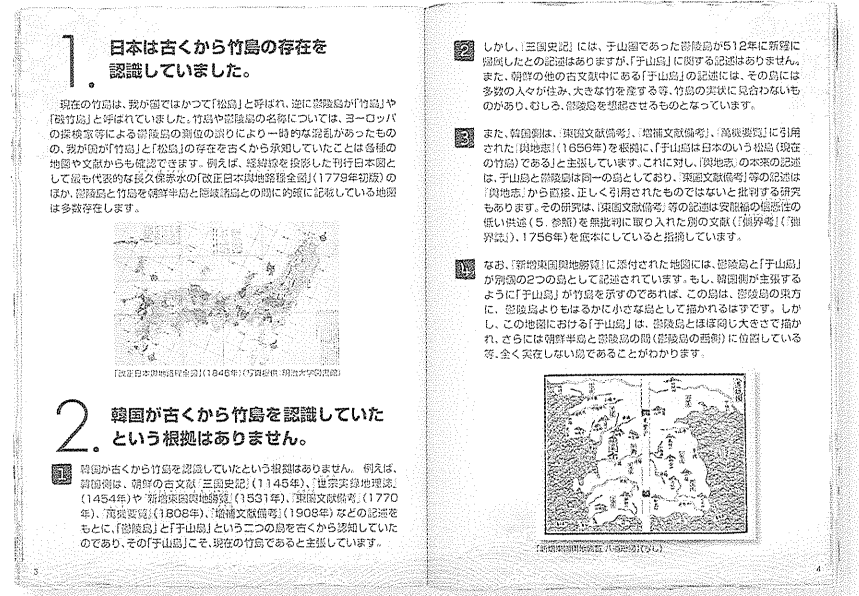 1.
日本は古くから竹島の存在を
認識していました。
現在の竹島は、我が国ではかつて「松島」と呼ばれ、逆に鬱陵島が「竹島」や
「磯竹島」と呼ばれていました。竹島や鬱陵島の名称については、ヨーロッパ
の探検家等による鬱陵島の測位の誤りにより一時的な混乱があったもの
の、我が国が「竹島」と「松島」の存在を古くから承知していたことは各種の
地図や文献からも確認できます。例えば、経緯線を投影した刊行日本図と
して最も代表的な長久保赤水の「改正日本輿地路程全図」(1779年初版)の
ほか、鬱陵島と竹島を朝鮮半島と隠岐諸島との間に的確に記載している地図
は多数存在します。
「改正日本輿地路程全図」(1846年)(写真提供:明治大学図書館)
2.
韓国が古くから竹島を認識していた
という根拠はありません。
1
韓国が古くから竹島を認識していたという根拠はありません。 例えば、
韓国側は、朝鮮の古文献『三国史記』(1145年)、『世宗実録地理誌』
(1454年)や『新増東国輿地勝覧』(1531年)、『東国文献備考』(1770
年)、『萬機要覧』(1808年)、『増補文献備考』(1908年)などの記述を
もとに、「鬱陵島」と「于山島」という二つの島を古くから認知していた
のであり、その「于山島」こそ、現在の竹島であると主張しています。
3
2
しかし、『三国史記』には、于山国であった鬱陵島が512年に新羅に
帰属したとの記述はありますが、「于山島」に関する記述はありません。
また、朝鮮の他の古文献中にある「于山島」の記述には、その島には
多数の人々が住み、大きな竹を産する等、竹島の実状に見合わないも
のがあり、むしろ、鬱陵島を想起させるものとなっています。
3
また、韓国側は、『東国文献備考』、『増補文献備考』、『萬機要覧』に引用
された『輿地志』(1656年)を根拠に、「于山島は日本のいう松島(現在
の竹島)である」と主張しています。これに対し、『輿地志』の本来の記述
は、于山島と鬱陵島は同一の島としており、『東国文献備考』等の記述は
『輿地志』から直接、正しく引用されたものではないと批判する研究
もあります。その研究は、『東国文献備考』等の記述は安龍福の信憑性の
低い供述(5.参照)を無批判に取り入れた別の文献(『彊界考』(『彊
界誌』)、1756年)を底本にしていると指摘しています。
4
なお、『新増東国輿地勝覧』に添付された地図には、鬱陵島と「于山島」
が別個の2つの島として記述されています。もし、韓国側が主張する
ように「于山島」が竹島を示すのであれば、この島は、鬱陵島の東方
に、鬱陵島よりもはるかに小さな島として描かれるはずです。しか
し、この地図における「于山島」は、鬱陵島とほぼ同じ大きさで描か
れ、さらには朝鮮半島と鬱陵島の間(鬱陵島の西側)に位置している
等、全く実在しない島であることがわかります。
『新増東国輿地勝覧』「八道総図」(写し)
4